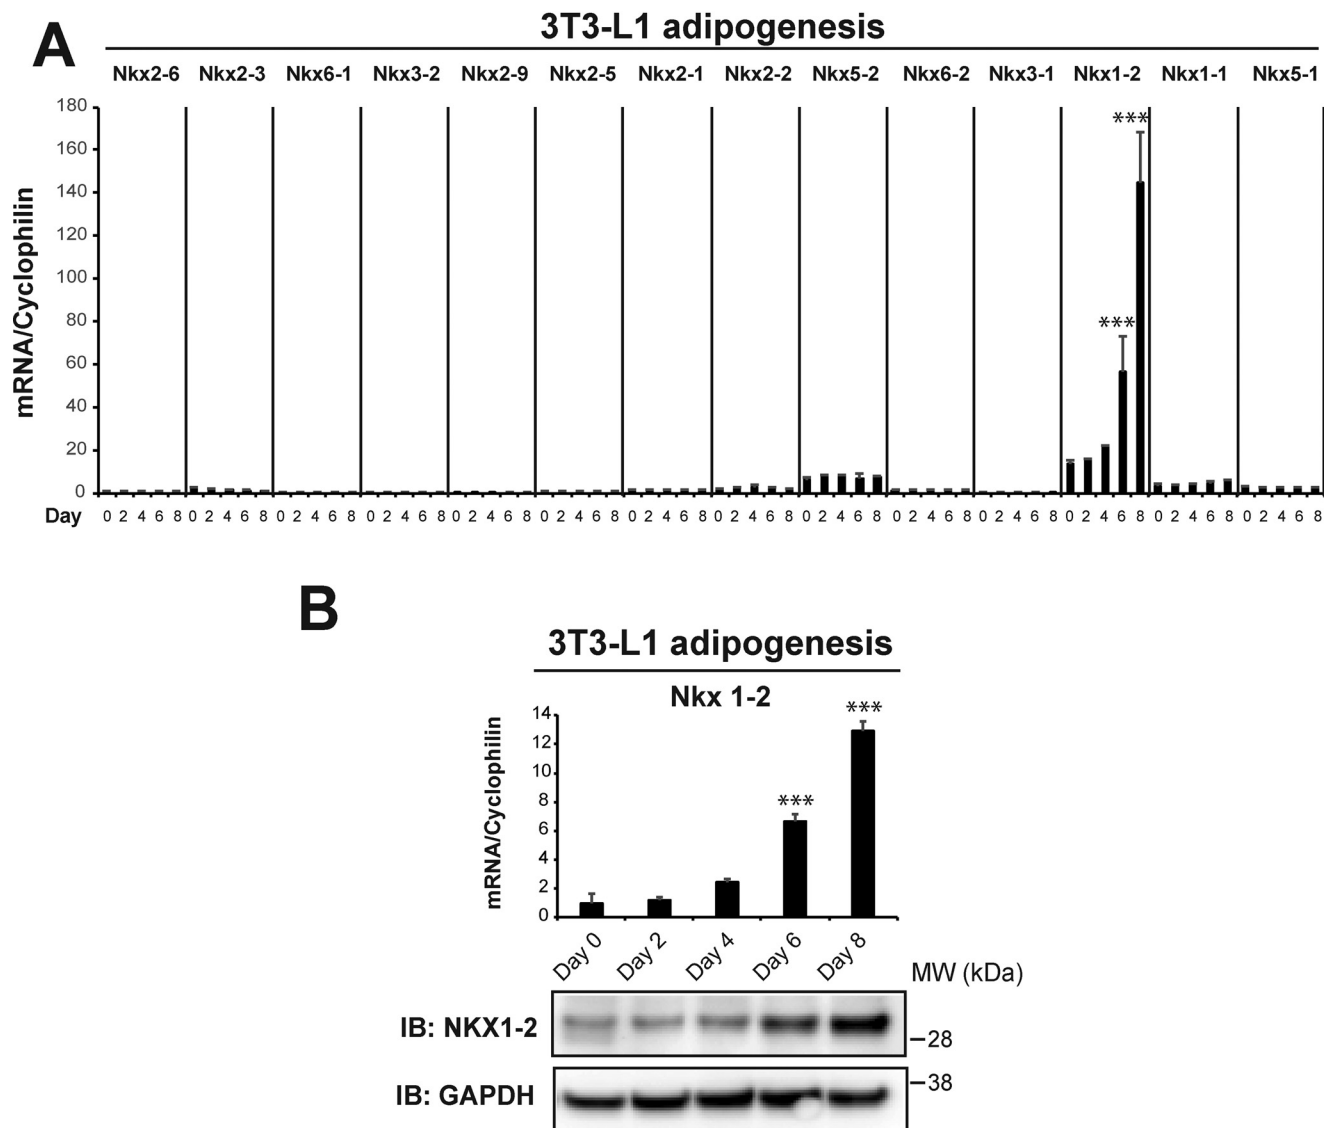 A
3T3-L1 adipogenesis
Nkx2-6 Nkx2-3 Nkx6-1 Nkx3-2 Nkx2-9 Nkx2-5 Nkx2-1 Nkx2-2 Nkx5-2 Nkx6-2 Nkx3-1 Nkx1-2 Nkx1-1 Nkx5-1
mRNA/Cyclophilin
180
160
140
120
100
80
60
40
20
0
***
***
Day 0 2 4 6 8 0 2 4 6 8 0 2 4 6 8 0 2 4 6 8 0 2 4 6 8 0 2 4 6 8 0 2 4 6 8 0 2 4 6 8 0 2 4 6 8 0 2 4 6 8 0 2 4 6 8 0 2 4 6 8 0 2 4 6 8 0 2 4 6 8
B
3T3-L1 adipogenesis
Nkx 1-2
mRNA/Cyclophilin
14
12
10
8
6
4
2
0
***
***
Day 0 Day 2 Day 4 Day 6 Day 8
MW (kDa)
IB: NKX1-2
28
38
IB: GAPDH